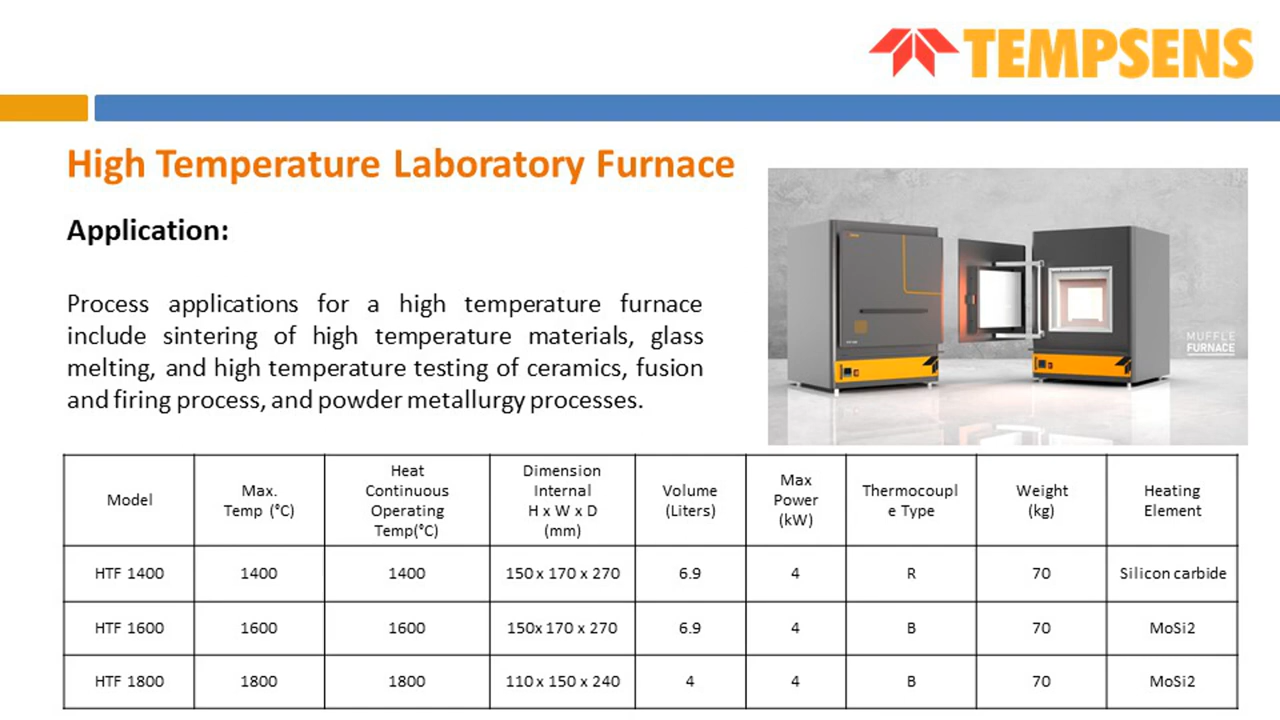 TEMPSENS
High Temperature Laboratory Furnace
Application:
Process applications for a high temperature furnace
include sintering of high temperature materials, glass
melting, and high temperature testing of ceramics, fusion
and firing process, and powder metallurgy processes.
MUFFLE
FURNACE
Model
Max.
Temp (°C)
Heat
Continuous
Operating
Temp(°C)
Dimension
Internal
H x W x D
(mm)
Volume
(Liters)
Max
Power
(kW)
Thermocoupl
e Type
Weight
(kg)
Heating
Element
HTF 1400 1400 1400 150 x 170 x 270 6.9 4 R 70 Silicon carbide
HTF 1600 1600 1600 150x 170 x 270 6.9 4 B 70 MoSi2
HTF 1800 1800 1800 110 x 150 x 240 4 4 B 70 MoSi2